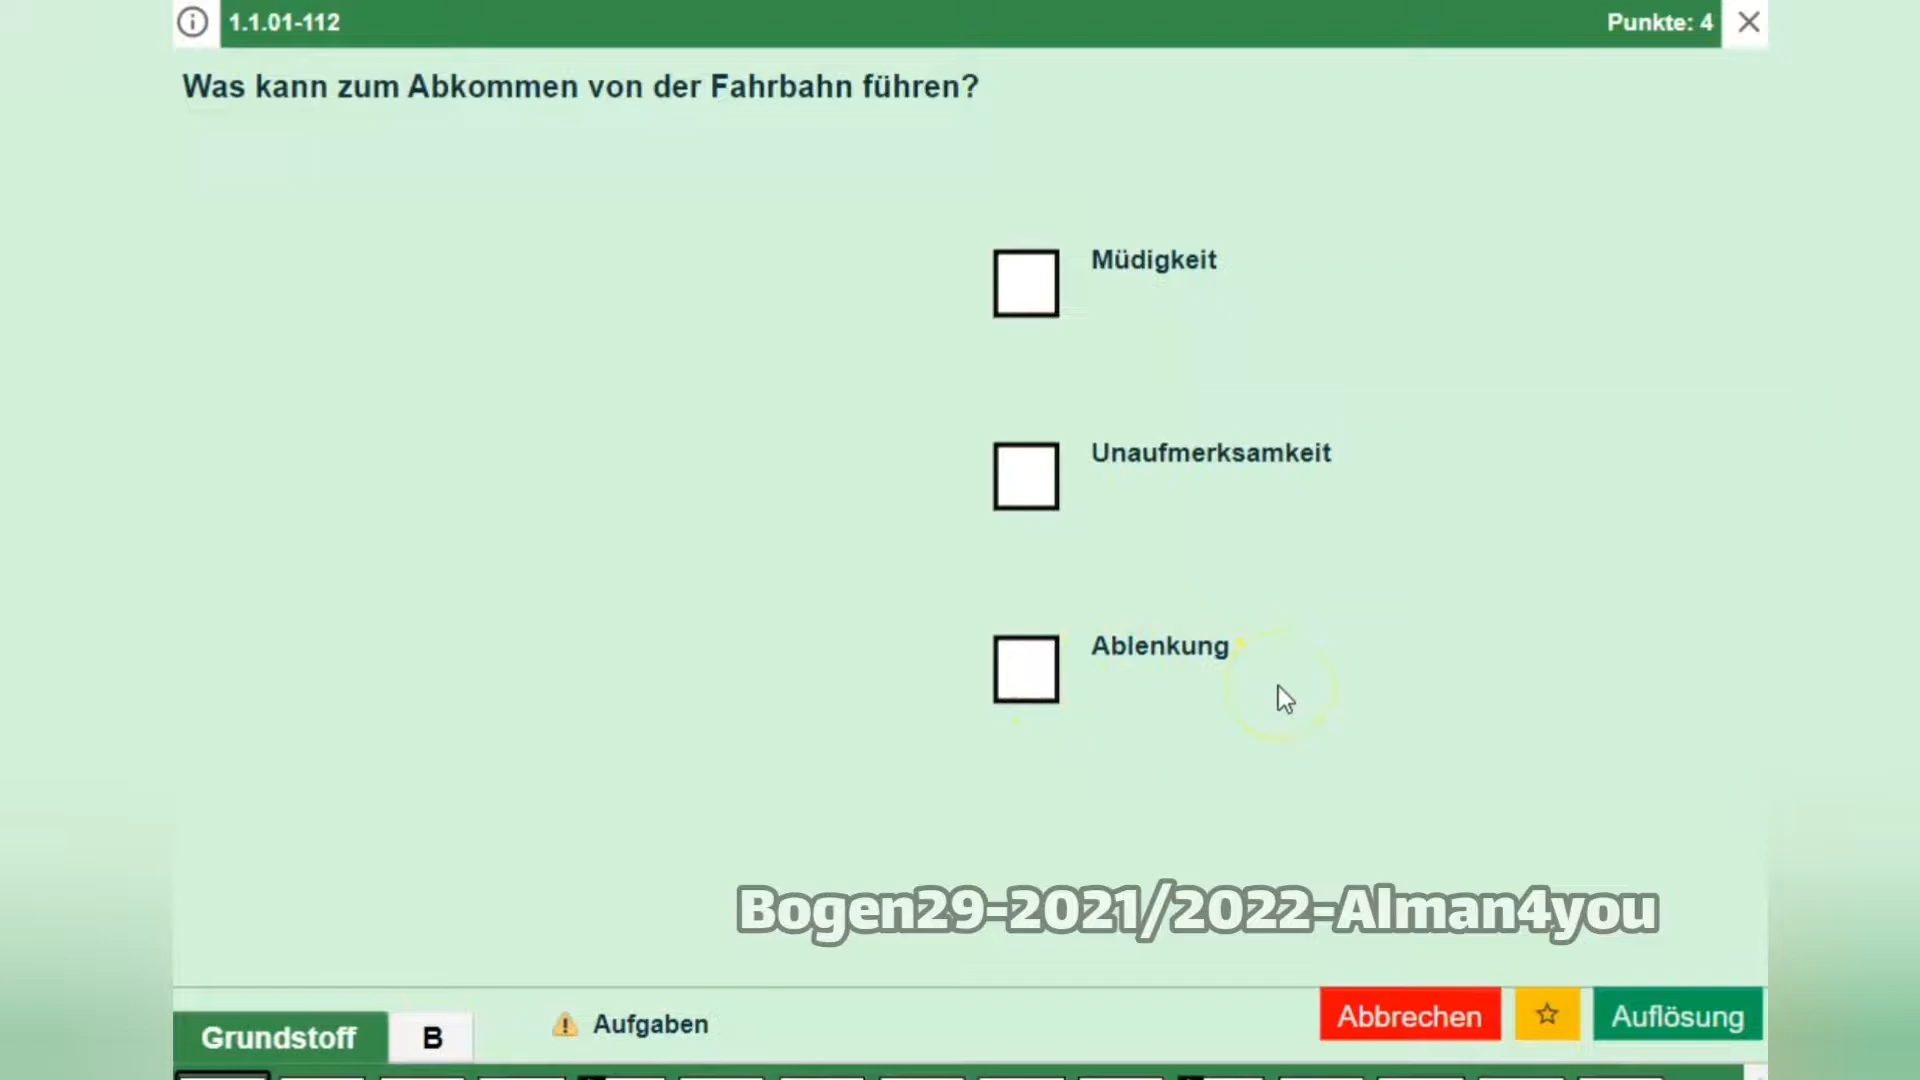 1.1.01-112
Punkte: 4
Was kann zum Abkommen von der Fahrbahn führen?
Müdigkeit
Unaufmerksamkeit
Ablenkung
Bogen29-2021/2022-Alman4you
Grundstoff
B
Aufgaben
Abbrechen
Auflösung